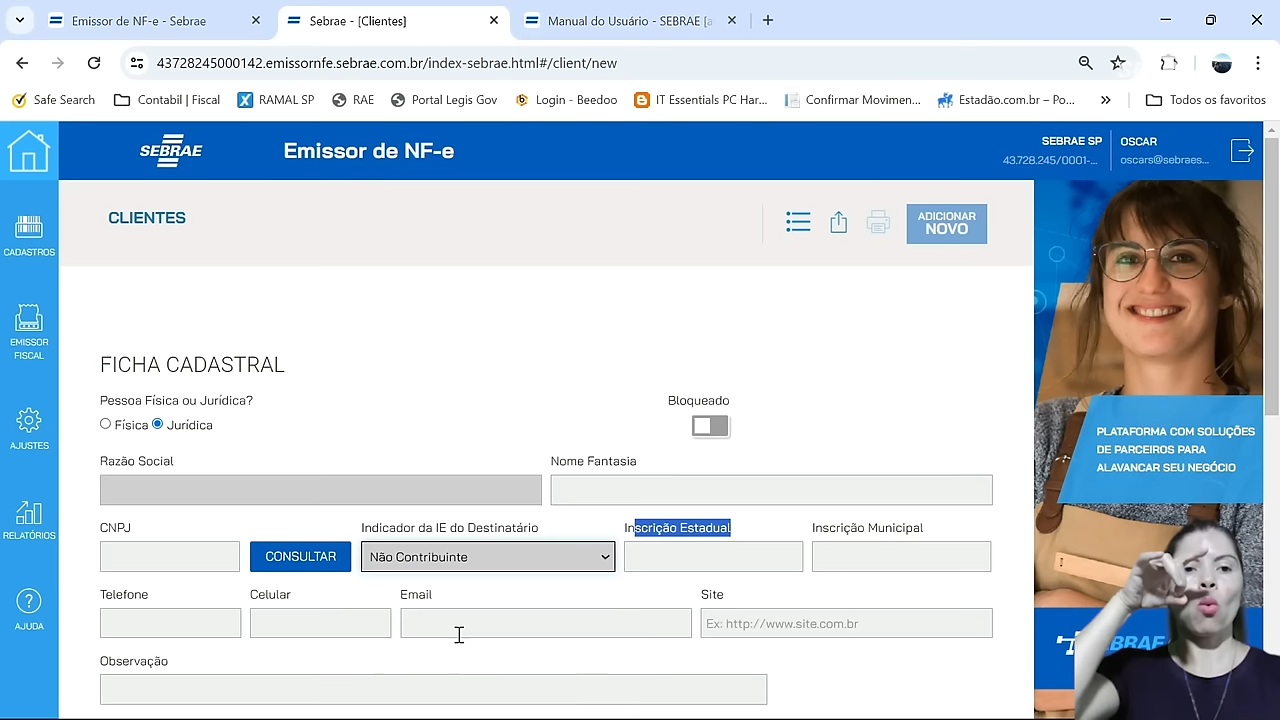 Emissor de NF-e - Sebrae
Sebrae - [Clientes]
Manual do Usuário - SEBRAE [a
43728245000142.emissornfe.sebrae.com.br/index-sebrae.html#/client/new
Safe Search
Contabil | Fiscal
RAMAL SP
RAE
Portal Legis Gov
Login - Beedoo
IT Essentials PC Har...
Confirmar Movimen...
Estadão.com.br – Po...
Todos os favoritos
SEBRAE
Emissor de NF-e
SEBRAE SP
43.728.245/0001-...
OSCAR
oscars@sebraes...
CADASTROS
EMISSOR
FISCAL
AJUSTES
RELATÓRIOS
AJUDA
CLIENTES
ADICIONAR
NOVO
FICHA CADASTRAL
Pessoa Física ou Jurídica?
Física
Jurídica
Bloqueado
Razão Social
Nome Fantasia
CNPJ
CONSULTAR
Indicador da IE do Destinatário
Não Contribuinte
Inscrição Estadual
Inscrição Municipal
Telefone
Celular
Email
Site
Ex: http://www.site.com.br
Observação
PLATAFORMA COM SOLUÇÕES
DE PARCEIROS PARA
ALAVANCAR SEU NEGÓCIO